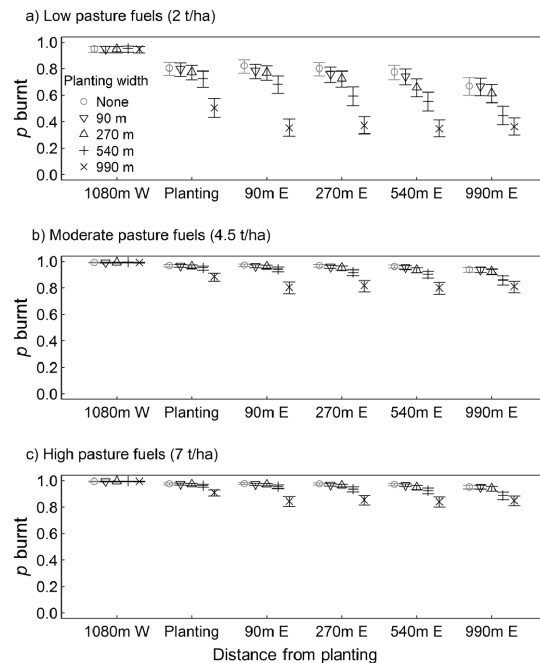 a) Low pasture fuels (2 t/ha)
1.0
0.8
0.6
0.4
0.2
0.0
p burnt
Planting width
None
90 m
270 m
540 m
990 m
1080m W Planting 90m E 270m E 540m E 990m E
b) Moderate pasture fuels (4.5 t/ha)
1.0
0.8
0.6
0.4
0.2
0.0
p burnt
1080m W Planting 90m E 270m E 540m E 990m E
c) High pasture fuels (7 t/ha)
1.0
0.8
0.6
0.4
0.2
0.0
p burnt
1080m W Planting 90m E 270m E 540m E 990m E
Distance from planting